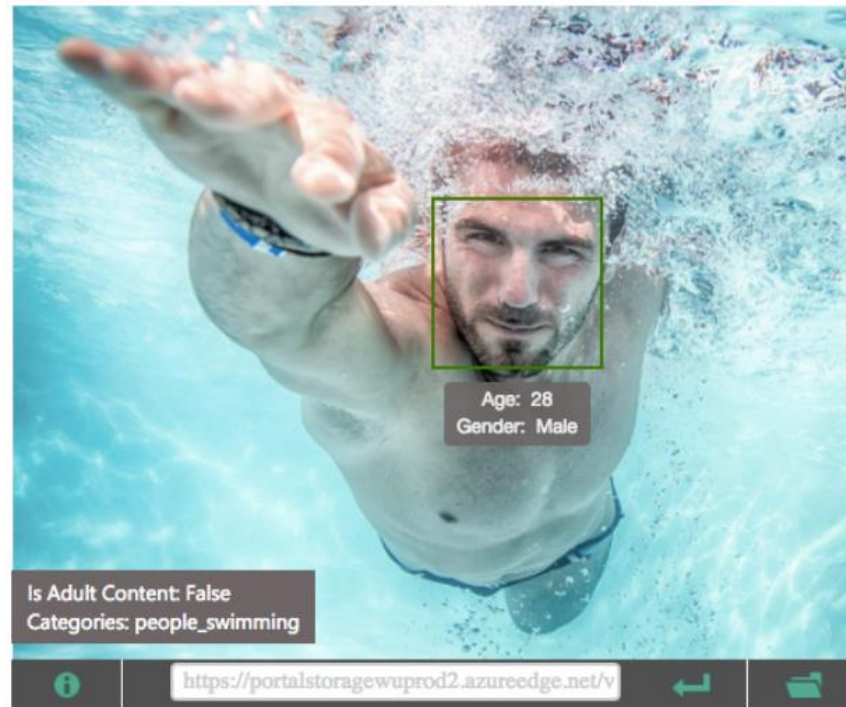 Age: 28
Gender: Male
Is Adult Content: False
Categories: people_swimming
https://portalstoragewuprod2.azureedge.net/v